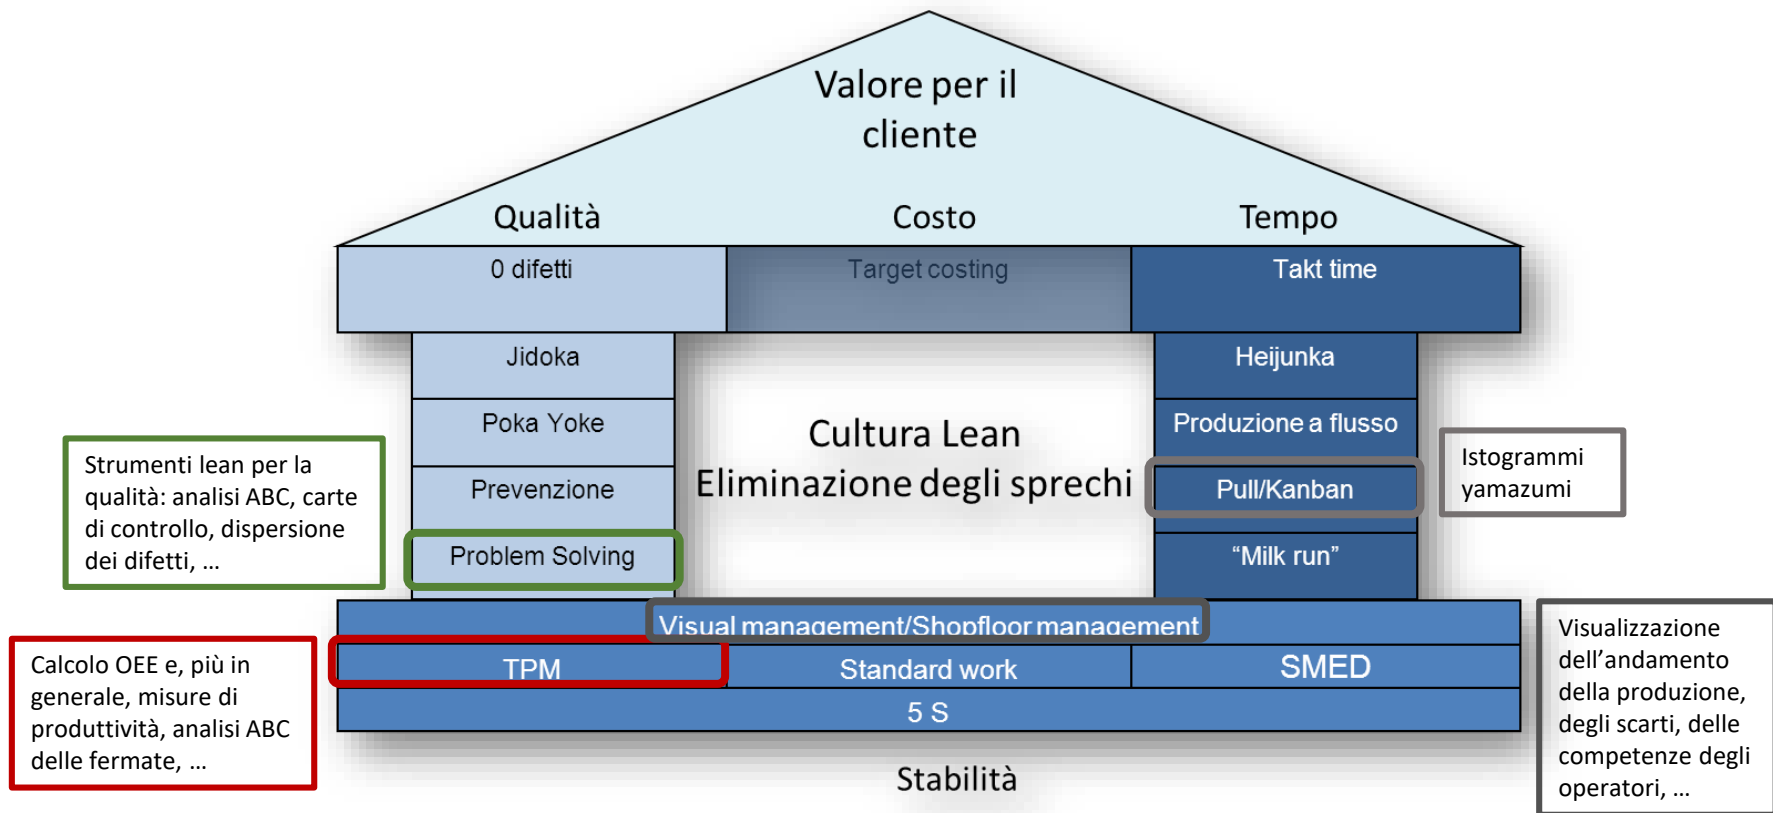 Valore per il
cliente
Qualità
Costo
Tempo
0 difetti
Target costing
Takt time
Jidoka
Heijunka
Poka Yoke
Produzione a flusso
Cultura Lean
Eliminazione degli sprechi
Prevenzione
Pull/Kanban
Problem Solving
“Milk run”
Strumenti lean per la
qualità: analisi ABC, carte
di controllo, dispersione
dei difetti, ...
Istogrammi
yamazumi
Visual management/Shopfloor management
TPM
Standard work
SMED
5 S
Calcolo OEE e, più in
generale, misure di
produttività, analisi ABC
delle fermate, ...
Visualizzazione
dell’andamento
della produzione,
degli scarti, delle
competenze degli
operatori, ...
Stabilità